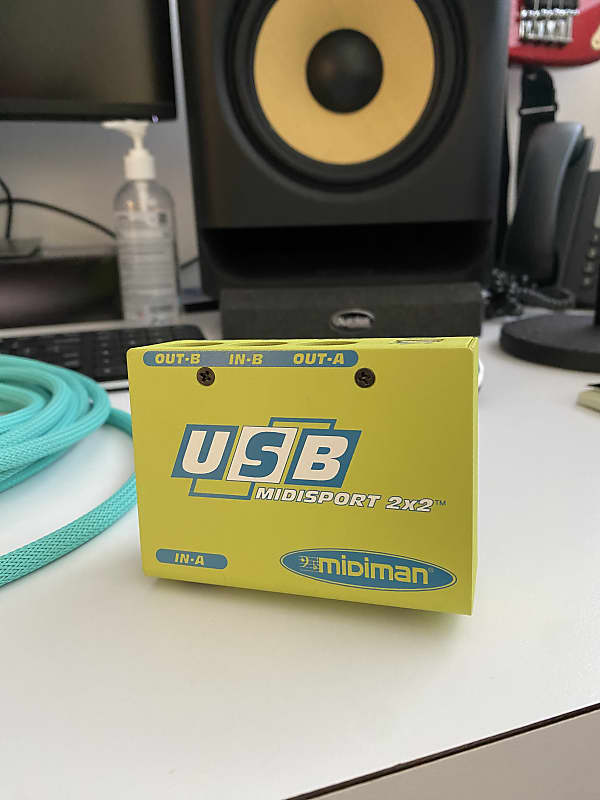 OUT-B IN-B OUT-A
USB
MIDISPORT 2x2™
IN-A
miDiMAN®